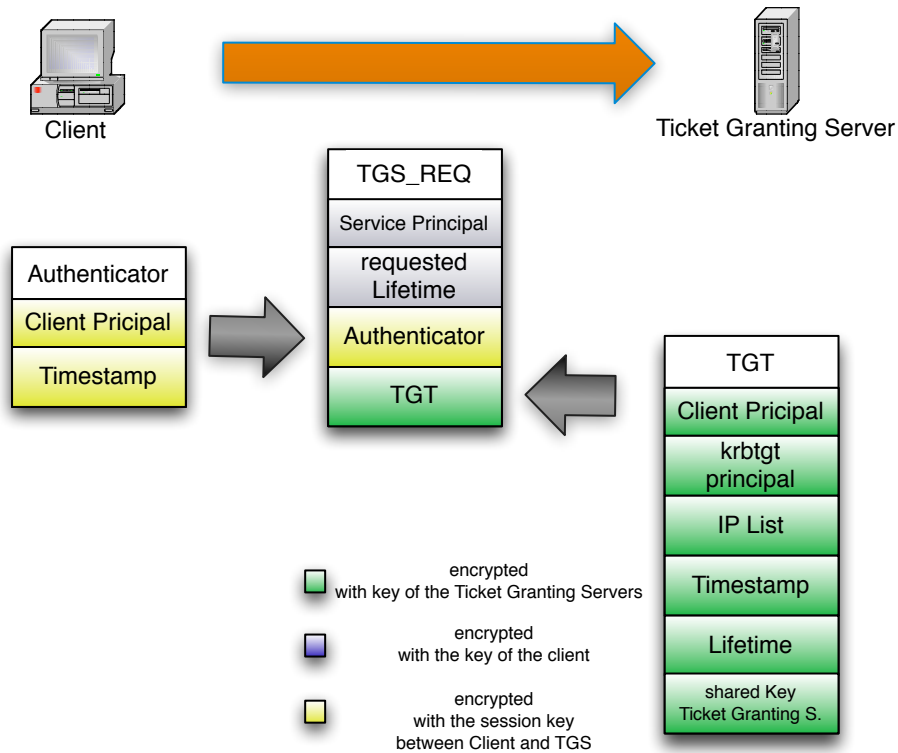 Client
Ticket Granting Server
TGS_REQ
Service Principal
requested
Lifetime
Authenticator
TGT
Authenticator
Client Pricipal
Timestamp
TGT
Client Pricipal
krbtgt
principal
IP List
Timestamp
Lifetime
shared Key
Ticket Granting S.
encrypted
with key of the Ticket Granting Servers
encrypted
with the key of the client
encrypted
with the session key
between Client and TGS